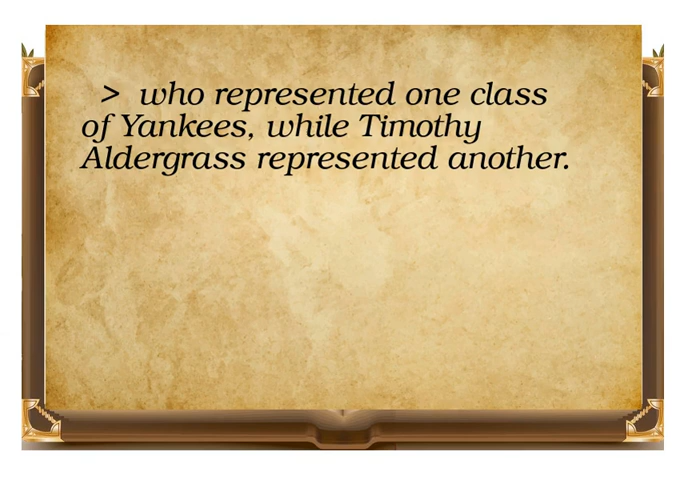 > who represented one class
of Yankees, while Timothy
Aldergrass represented another.